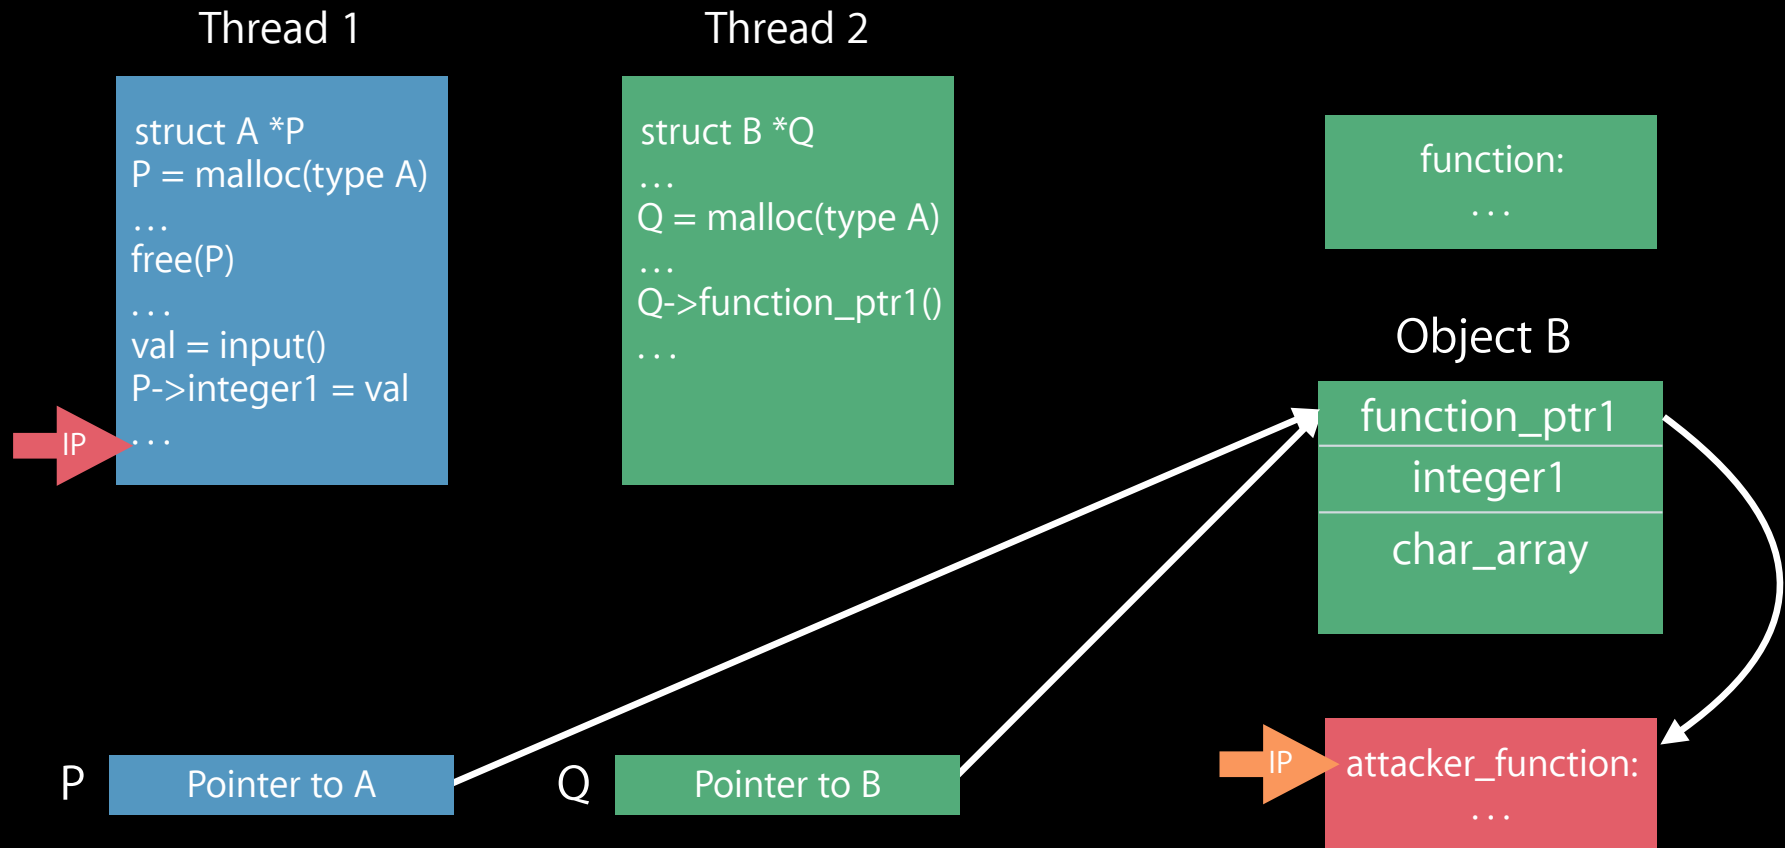 Thread 1
struct A *P
P = malloc(type A)
...
free(P)
...
val = input()
P->integer1 = val
...
IP
Thread 2
struct B *Q
...
Q = malloc(type A)
...
Q->function_ptr1()
...
function:
...
Object B
function_ptr1
integer1
char_array
P
Pointer to A
Q
Pointer to B
IP
attacker_function:
...